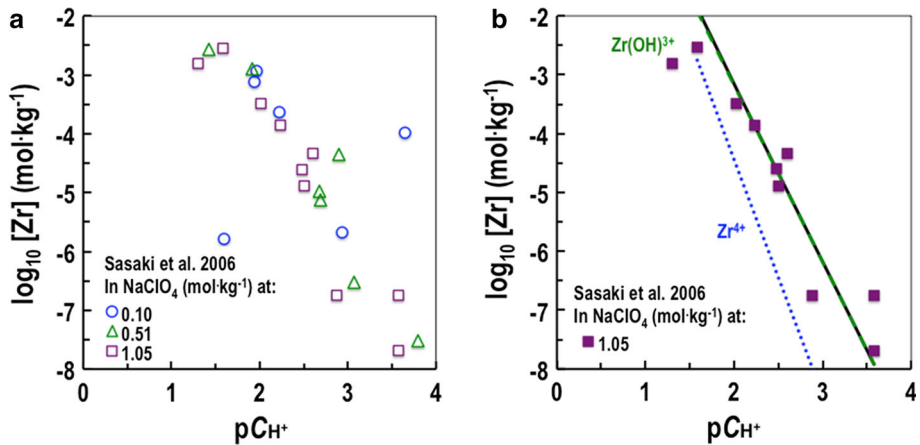 a
-2
-3
-4
-5
-6
-7
-8
log₁₀ [Zr] (mol·kg⁻¹)
Sasaki et al. 2006
In NaClO₄ (mol·kg⁻¹) at:
0.10
0.51
1.05
0 1 2 3 4
pC_H⁺
b
-2
-3
-4
-5
-6
-7
-8
log₁₀ [Zr] (mol·kg⁻¹)
Zr(OH)³⁺
Zr⁴⁺
Sasaki et al. 2006
In NaClO₄ (mol·kg⁻¹) at:
1.05
0 1 2 3 4
pC_H⁺